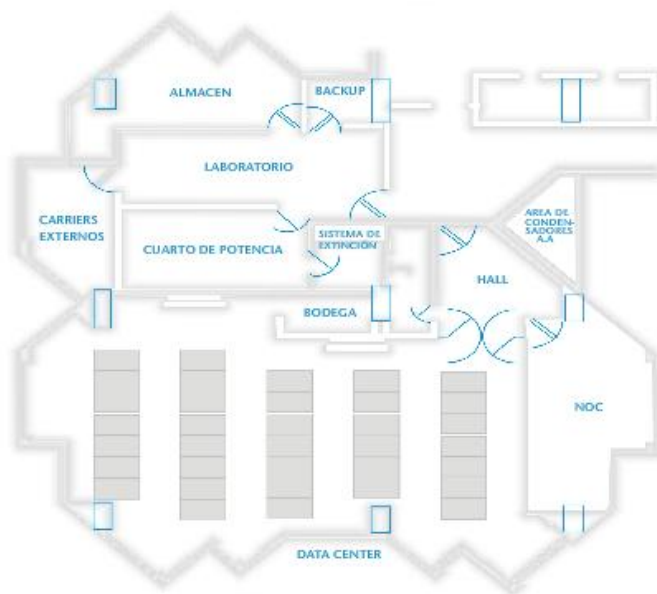 ALMACEN
BACKUP
LABORATORIO
CARRIERS
EXTERNOS
CUARTO DE POTENCIA
SISTEMA DE
EXTINCIÓN
AREA DE
CONDEN-
SADORES
A.A
HALL
BODEGA
NOC
DATA CENTER